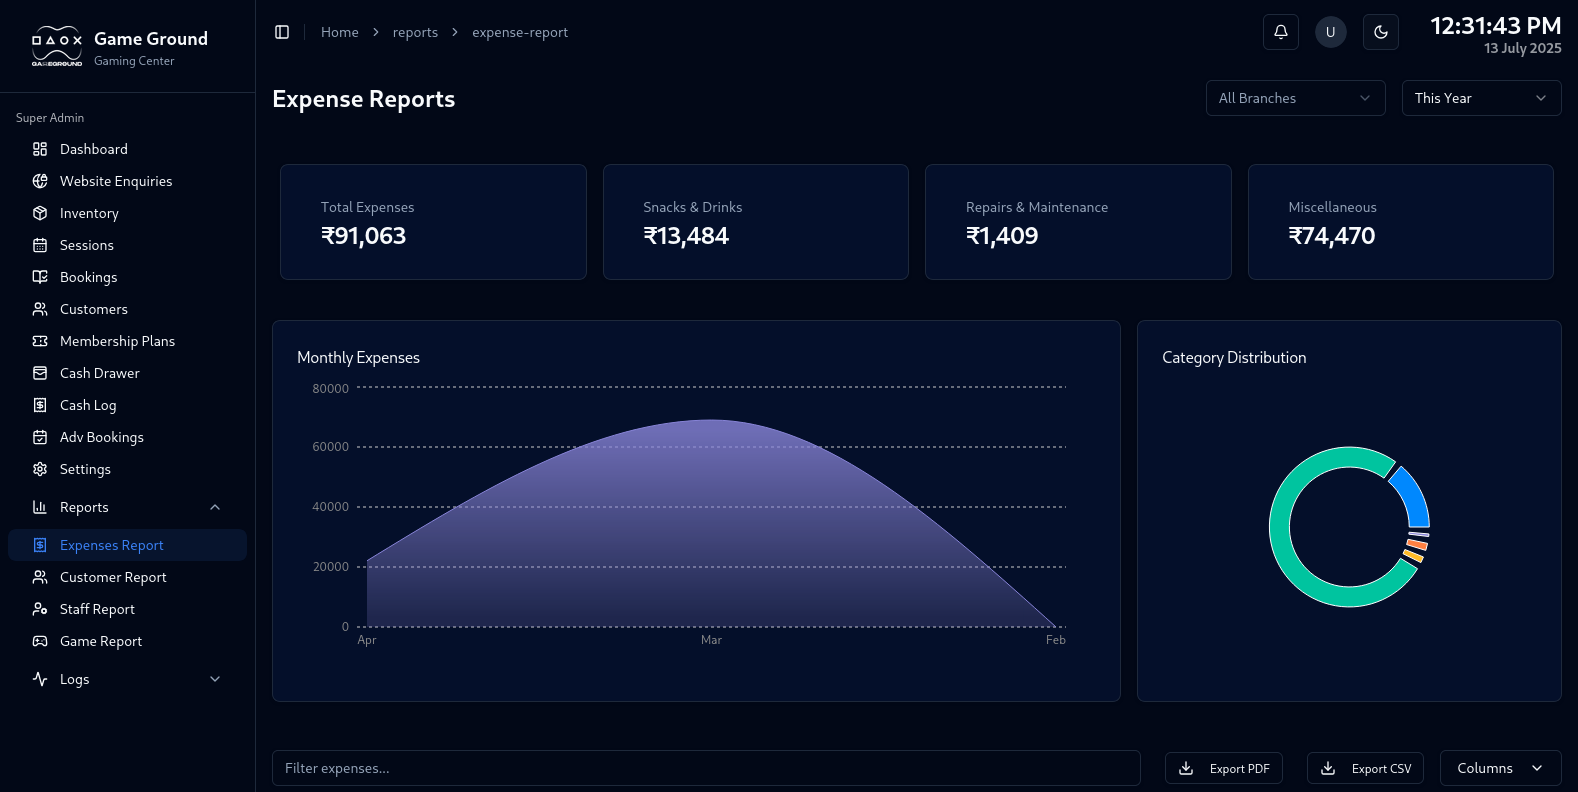 Game Ground
Gaming Center
GAMEGROUND
Super Admin
Dashboard
Website Enquiries
Inventory
Sessions
Bookings
Customers
Membership Plans
Cash Drawer
Cash Log
Adv Bookings
Settings
Reports
Expenses Report
Customer Report
Staff Report
Game Report
Logs
Home > reports > expense-report
U
12:31:43 PM
13 July 2025
Expense Reports
All Branches
This Year
Total Expenses
₹91,063
Snacks & Drinks
₹13,484
Repairs & Maintenance
₹1,409
Miscellaneous
₹74,470
Monthly Expenses
80000
60000
40000
20000
0
Apr Mar Feb
Category Distribution
Filter expenses...
Export PDF
Export CSV
Columns